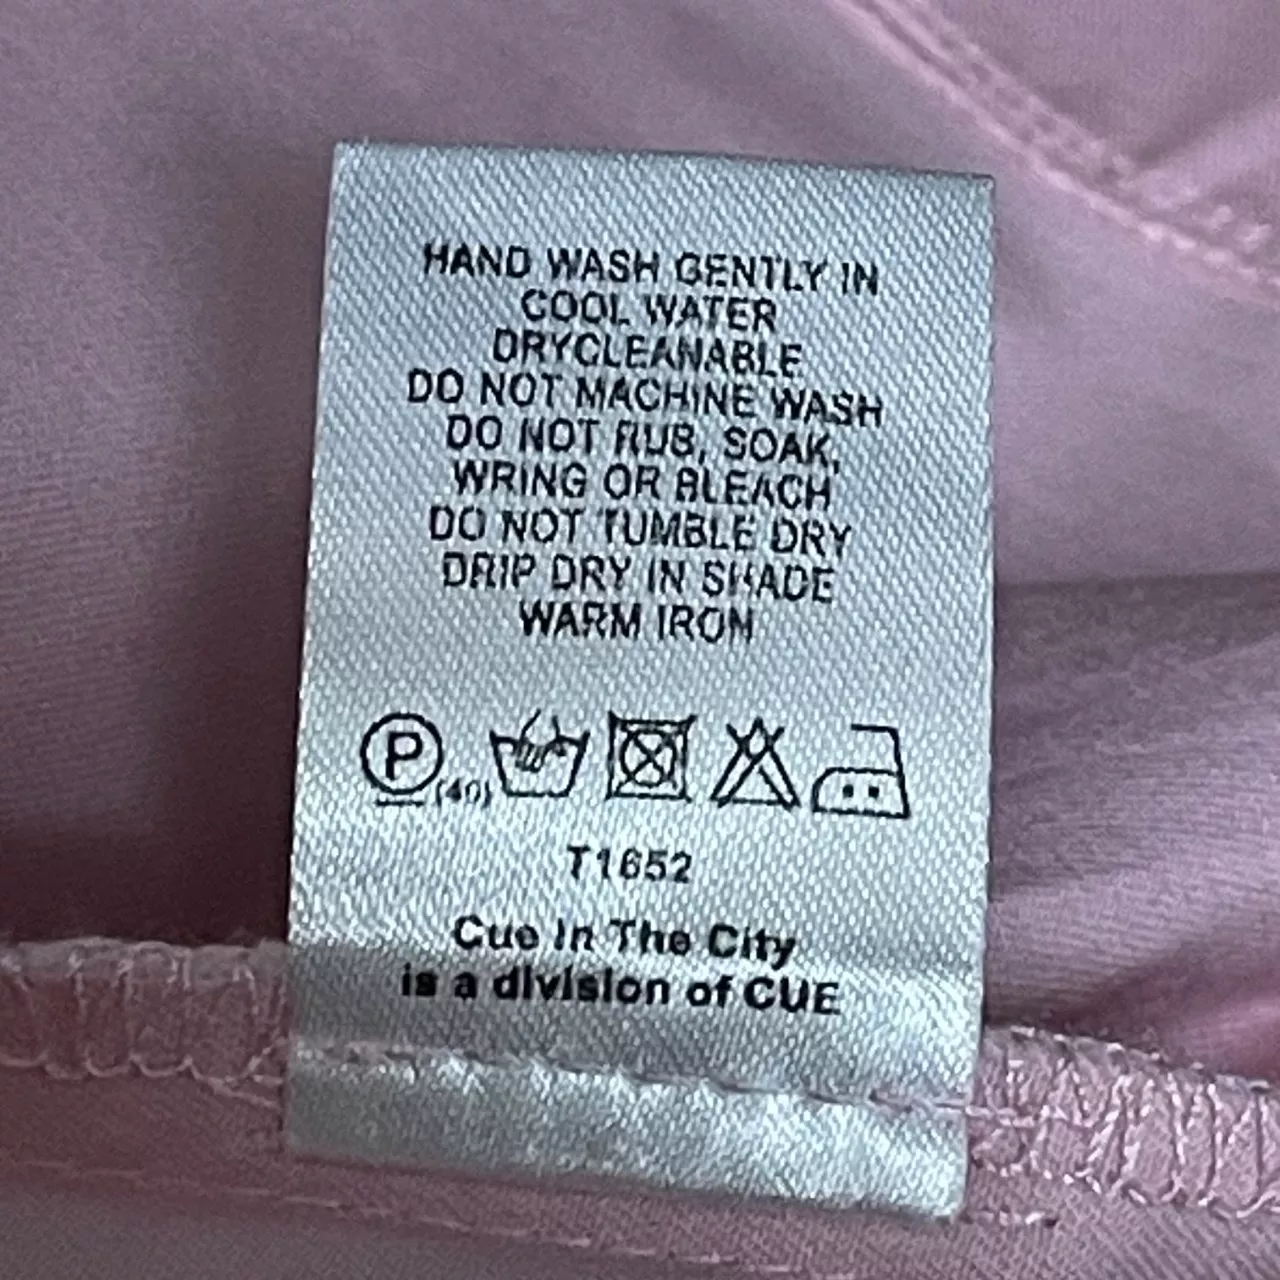 HAND WASH GENTLY IN
COOL WATER
DRYCLEANABLE
DO NOT MACHINE WASH
DO NOT RUB, SOAK,
WRING OR BLEACH
DO NOT TUMBLE DRY
DRIP DRY IN SHADE
WARM IRON
P (40)
T1652
Cue In The City
is a division of CUE